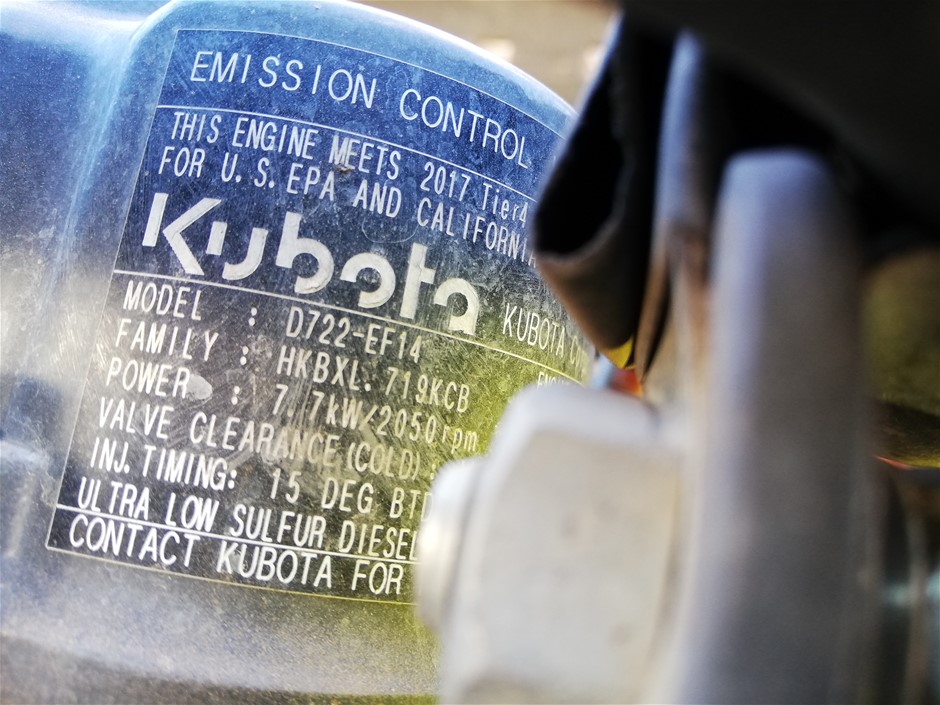 EMISSION CONTROL
THIS ENGINE MEETS 2017 Tier4
FOR U.S. EPA AND CALIFORNIA
Kubota KUBOTA
MODEL : D722-EF14
FAMILY : HKBXL.719KCB
POWER : 7.7kW/2050rpm
VALVE CLEARANCE(COLD):
INJ. TIMING: 15 DEG
ULTRA LOW SULFUR DIESEL
CONTACT KUBOTA FOR